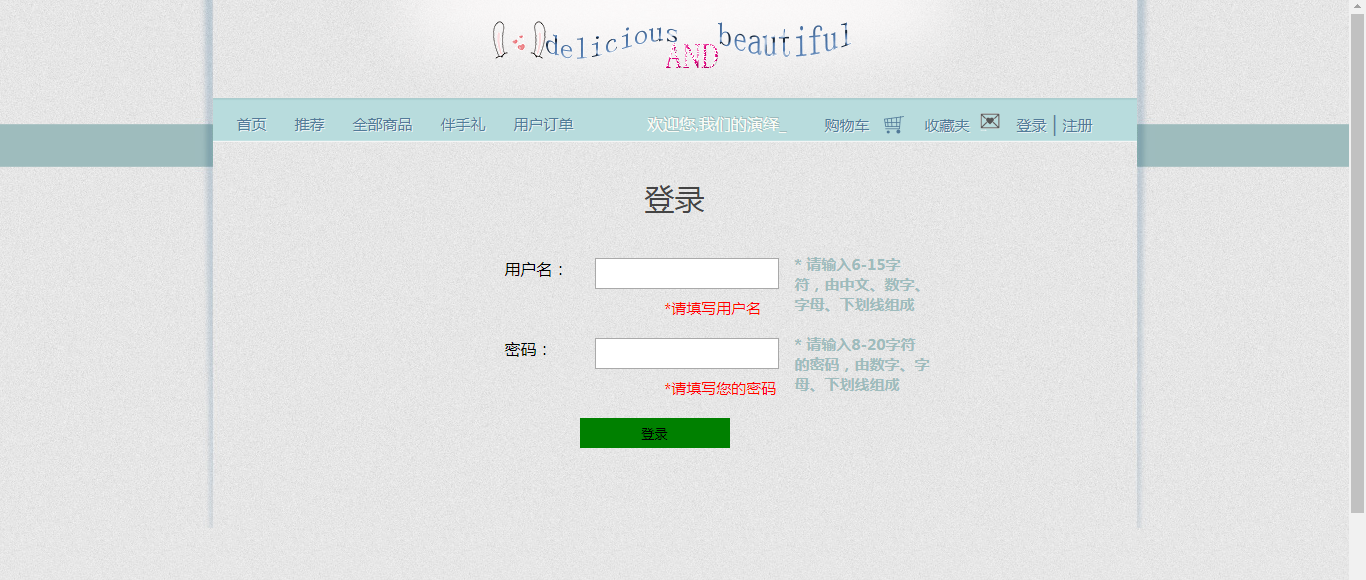 delicious AND beautiful
首页 推荐 全部商品 伴手礼 用户订单 欢迎您,我们的演绎_ 购物车 收藏夹 登录 | 注册
登录
用户名：
* 请输入6-15字
符，由中文、数字、
字母、下划线组成
*请填写用户名
密码：
* 请输入8-20字符
的密码，由数字、字
母、下划线组成
*请填写您的密码
登录